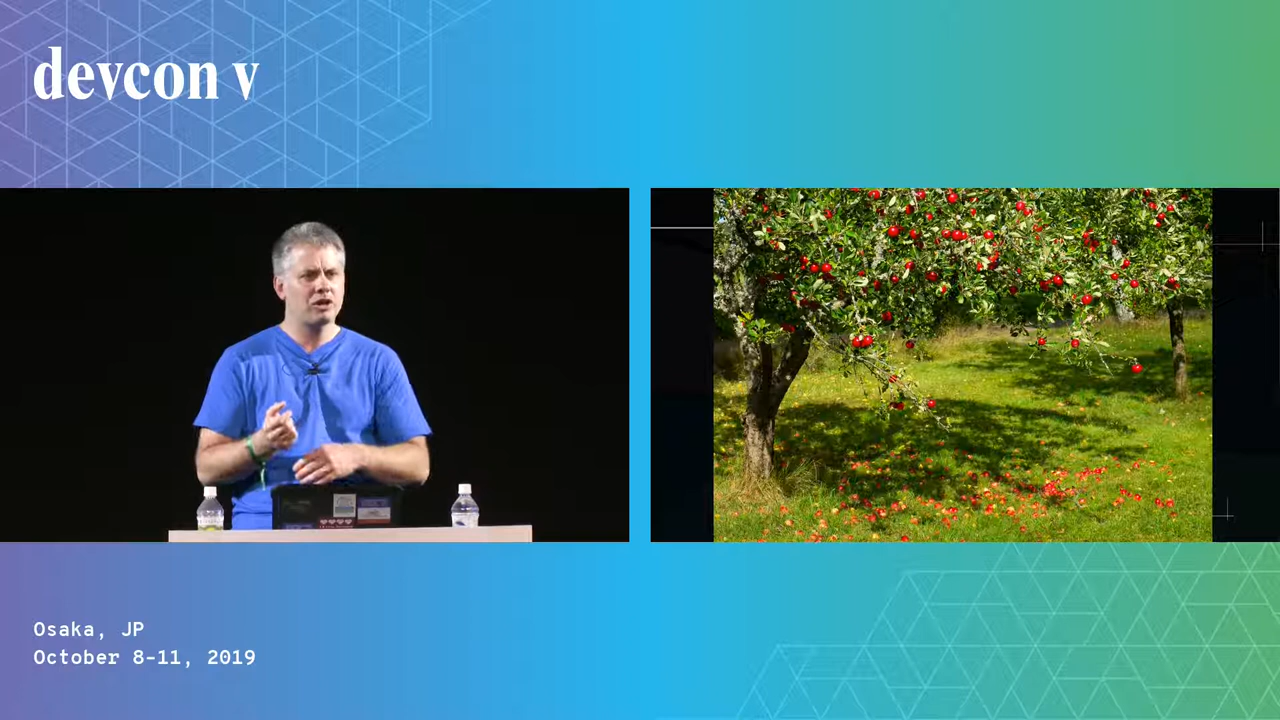 devcon v
Osaka, JP
October 8-11, 2019